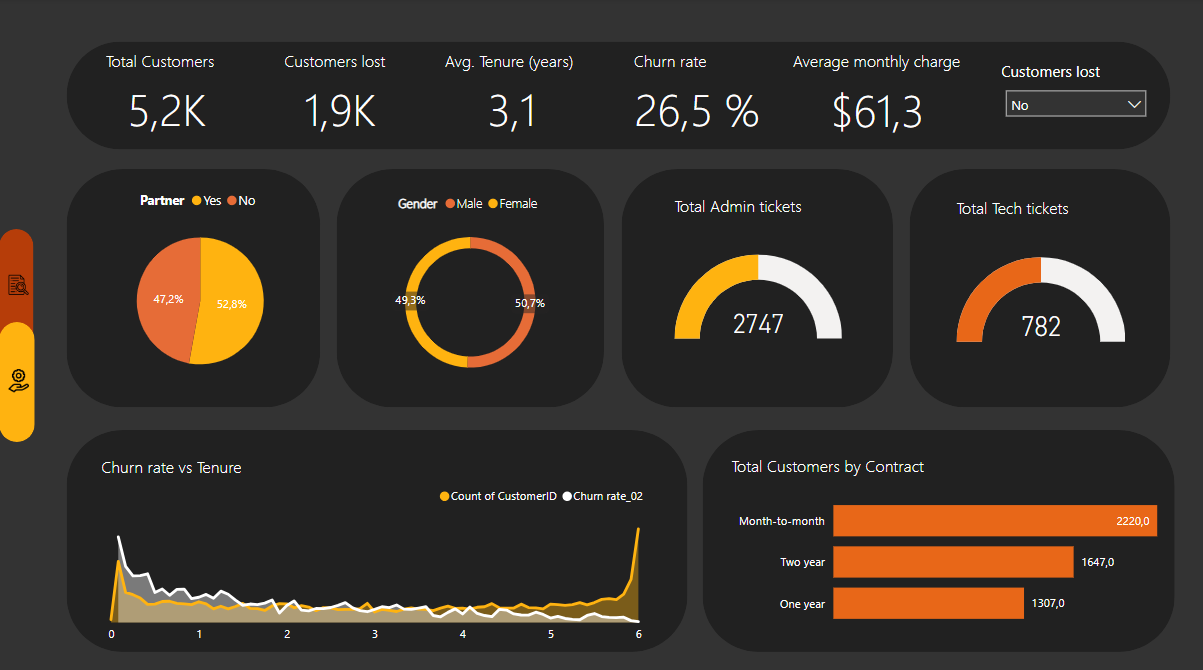 Total Customers
5,2K
Customers lost
1,9K
Avg. Tenure (years)
3,1
Churn rate
26,5 %
Average monthly charge
$61,3
Customers lost
No
Partner Yes No
47,2%
52,8%
Gender Male Female
49,3%
50,7%
Total Admin tickets
2747
Total Tech tickets
782
Churn rate vs Tenure
Count of CustomerID Churn rate_02
0 1 2 3 4 5 6
Total Customers by Contract
Month-to-month 2220,0
Two year 1647,0
One year 1307,0